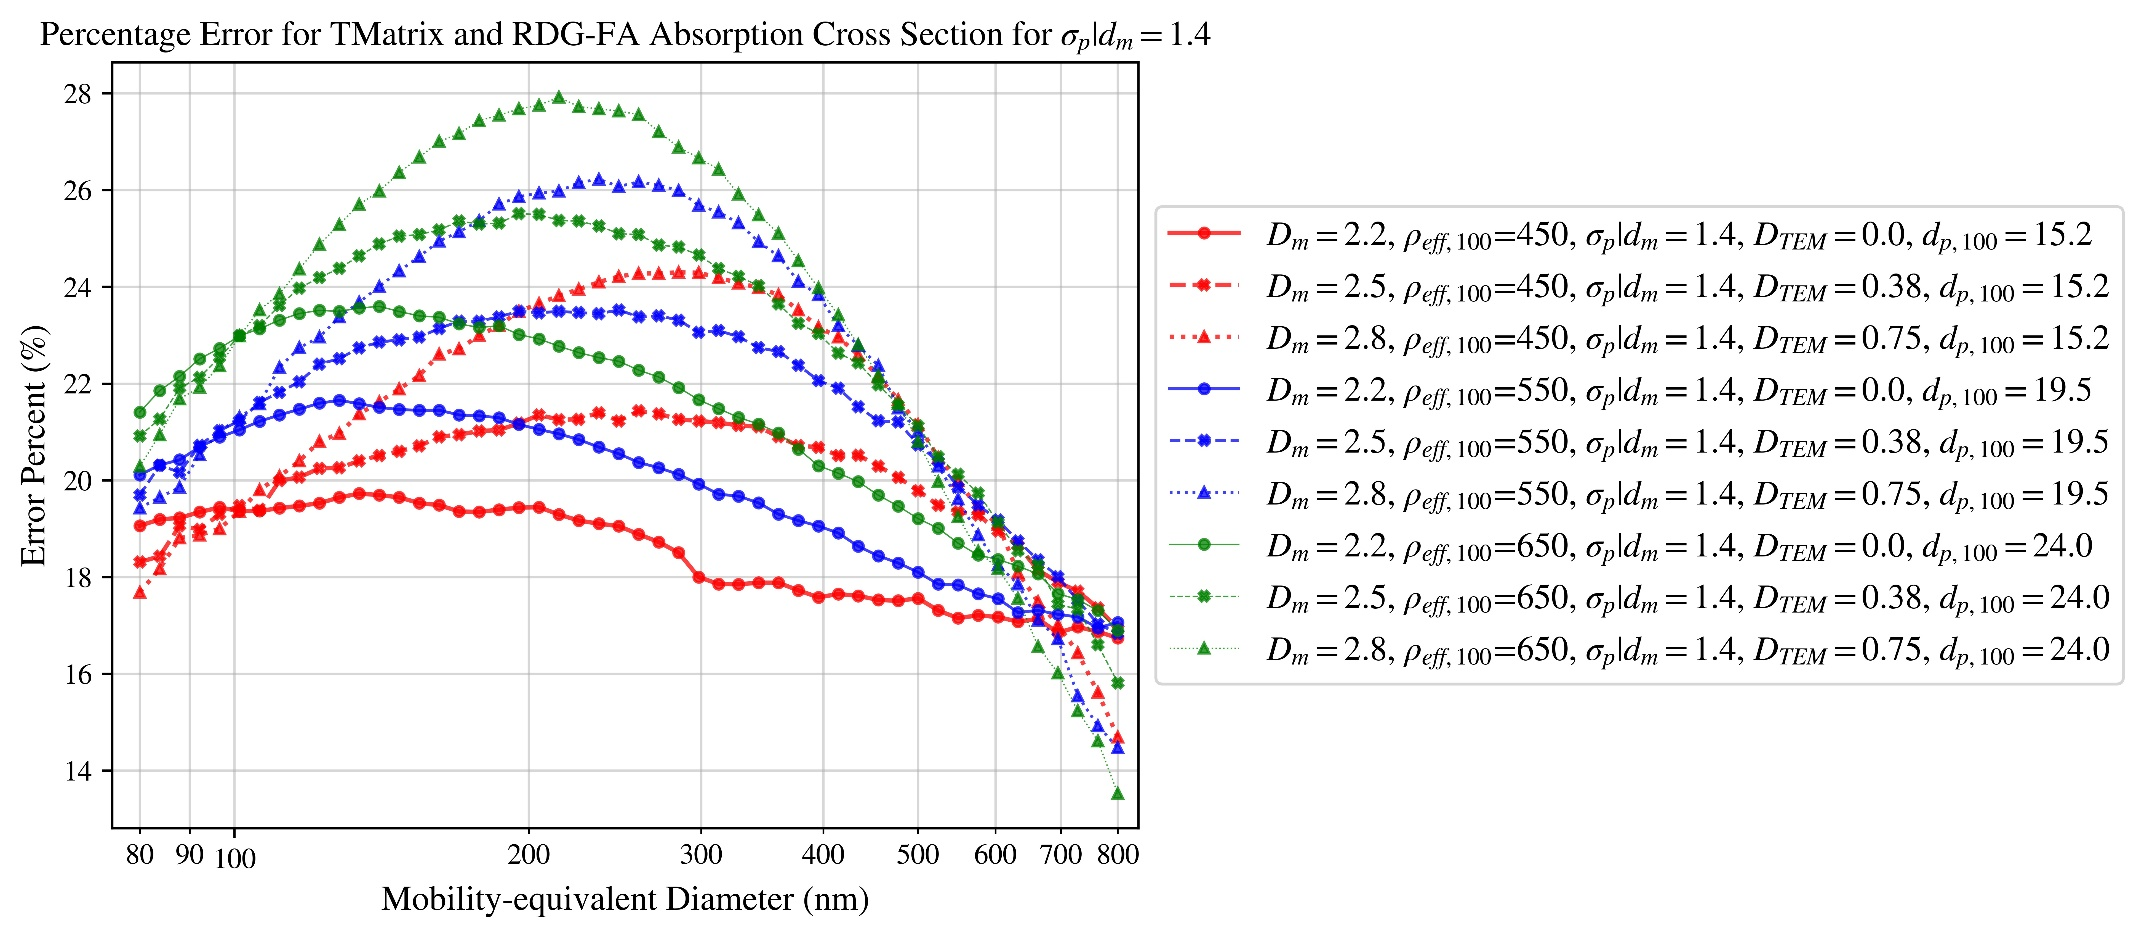 Percentage Error for TMatrix and RDG-FA Absorption Cross Section for σp|dm = 1.4
Error Percent (%)
28
26
24
22
20
18
16
14
80 90 100 200 300 400 500 600 700 800
Mobility-equivalent Diameter (nm)
Dm = 2.2, ρeff, 100=450, σp|dm = 1.4, DTEM = 0.0, dp, 100 = 15.2
Dm = 2.5, ρeff, 100=450, σp|dm = 1.4, DTEM = 0.38, dp, 100 = 15.2
Dm = 2.8, ρeff, 100=450, σp|dm = 1.4, DTEM = 0.75, dp, 100 = 15.2
Dm = 2.2, ρeff, 100=550, σp|dm = 1.4, DTEM = 0.0, dp, 100 = 19.5
Dm = 2.5, ρeff, 100=550, σp|dm = 1.4, DTEM = 0.38, dp, 100 = 19.5
Dm = 2.8, ρeff, 100=550, σp|dm = 1.4, DTEM = 0.75, dp, 100 = 19.5
Dm = 2.2, ρeff, 100=650, σp|dm = 1.4, DTEM = 0.0, dp, 100 = 24.0
Dm = 2.5, ρeff, 100=650, σp|dm = 1.4, DTEM = 0.38, dp, 100 = 24.0
Dm = 2.8, ρeff, 100=650, σp|dm = 1.4, DTEM = 0.75, dp, 100 = 24.0